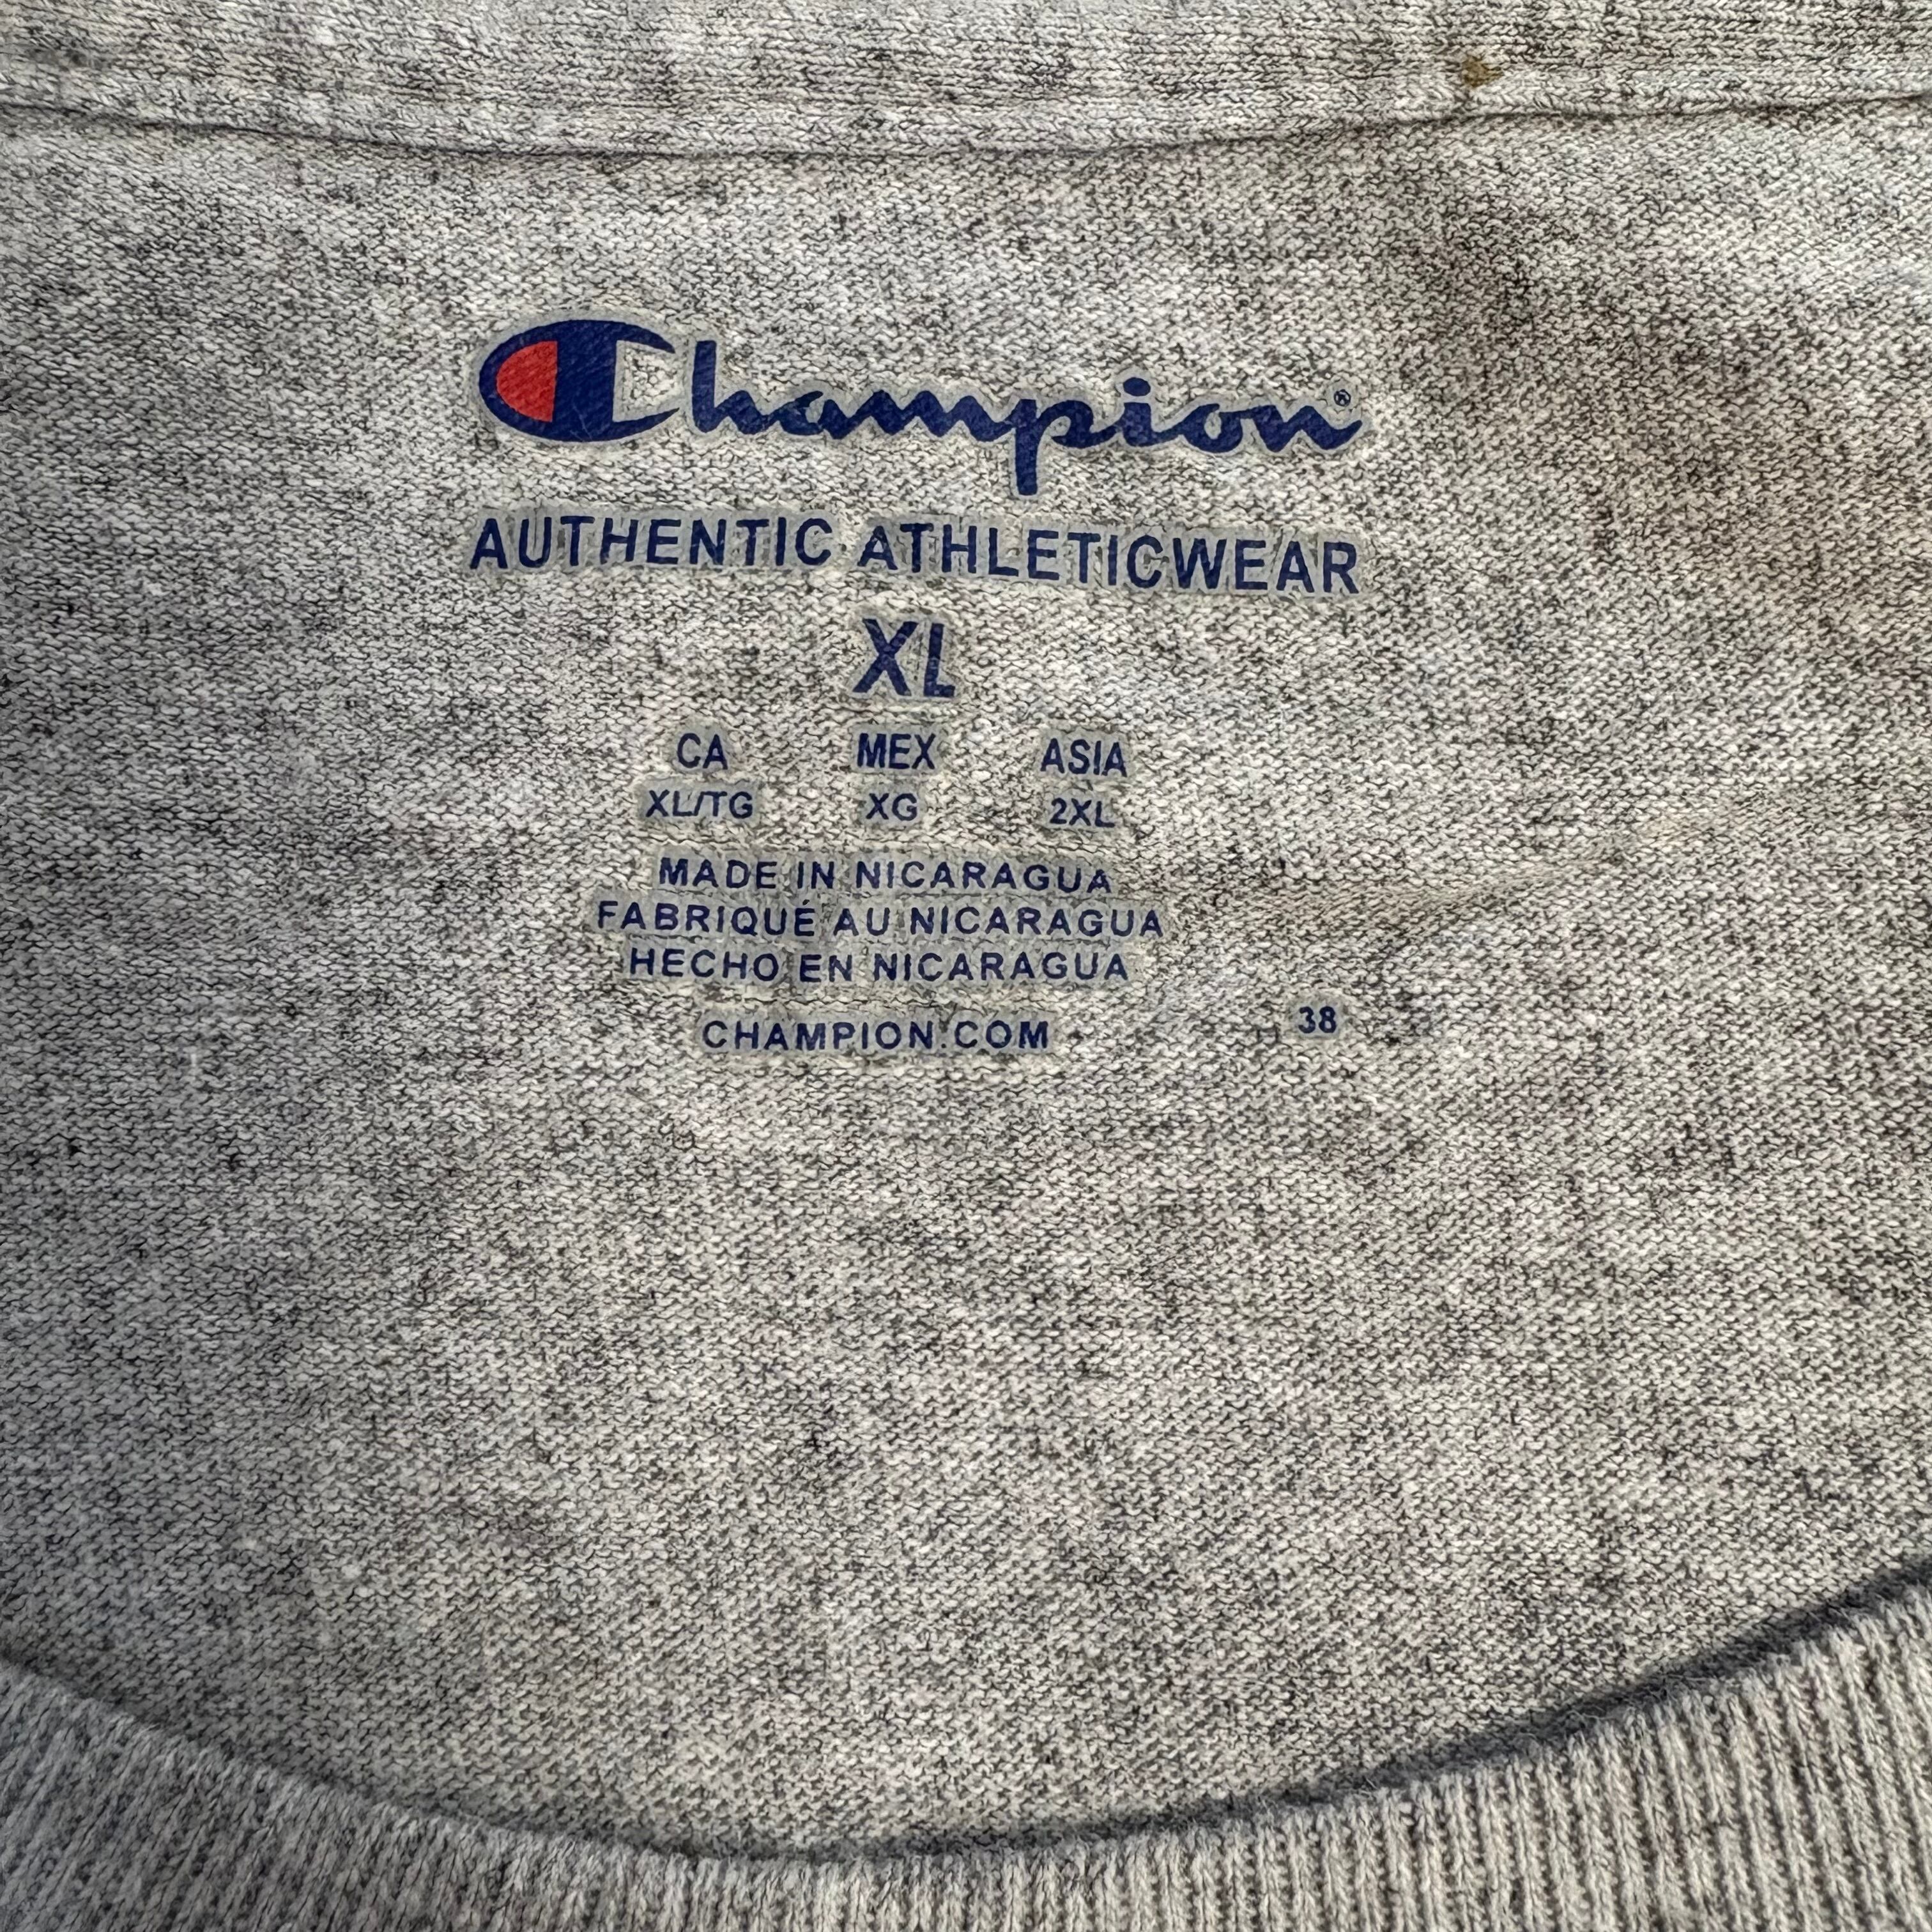 Champion®
AUTHENTIC ATHLETICWEAR
XL
CA MEX ASIA
XL/TG XG 2XL
MADE IN NICARAGUA
FABRIQUÉ AU NICARAGUA
HECHO EN NICARAGUA
CHAMPION.COM 38